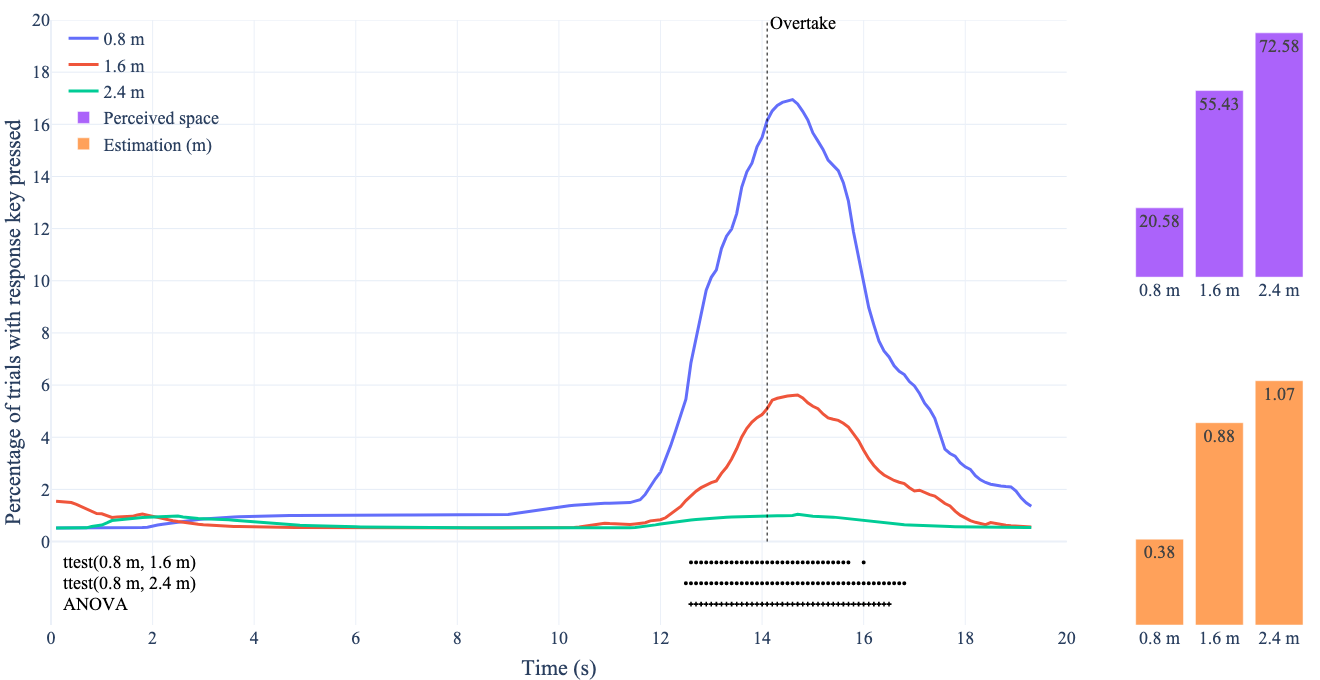 Percentage of trials with response key pressed
20
18
16
14
12
10
8
6
4
2
0
0.8 m
1.6 m
2.4 m
Perceived space
Estimation (m)
Overtake
ttest(0.8 m, 1.6 m)
ttest(0.8 m, 2.4 m)
ANOVA
0 2 4 6 8 10 12 14 16 18 20
Time (s)
20.58 55.43 72.58
0.8 m 1.6 m 2.4 m
0.38 0.88 1.07
0.8 m 1.6 m 2.4 m